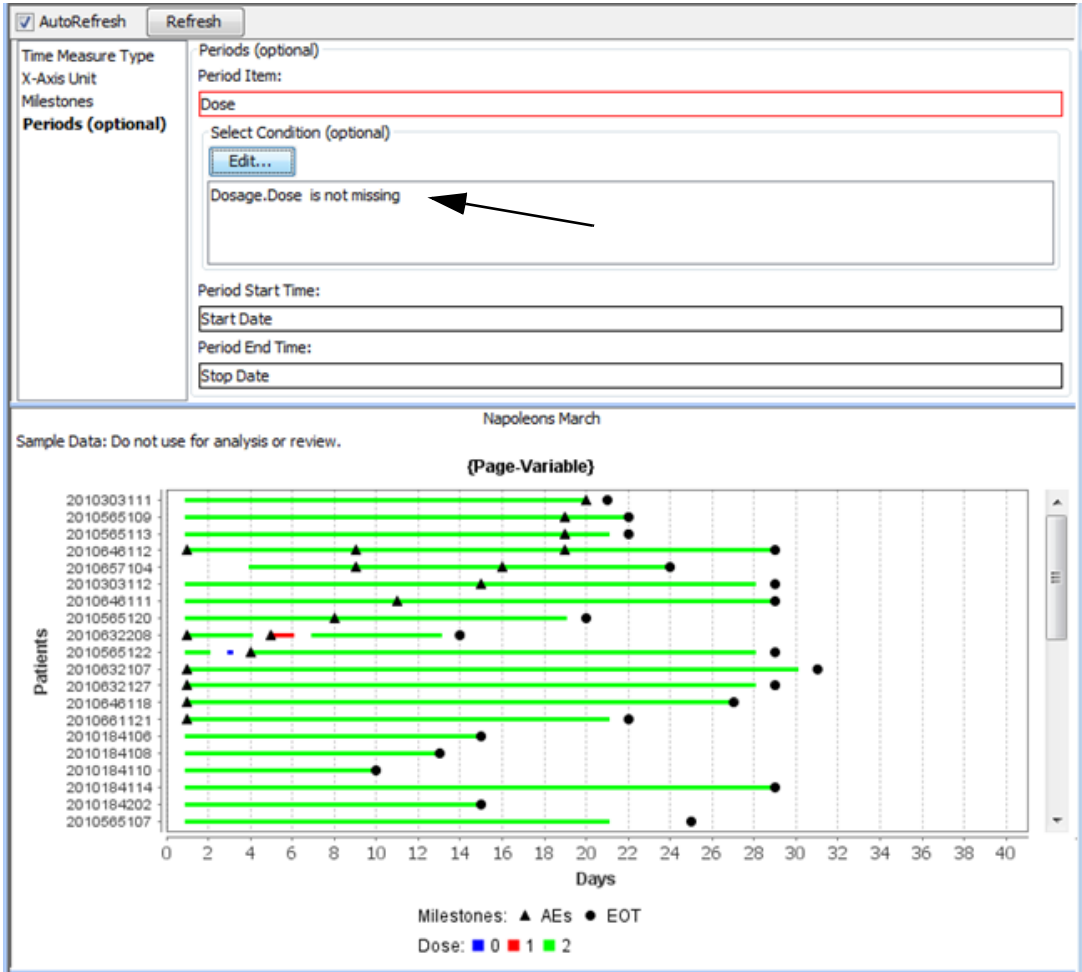 AutoRefresh Refresh
Time Measure Type
X-Axis Unit
Milestones
Periods (optional)
Periods (optional)
Period Item:
Dose
Select Condition (optional)
Edit...
Dosage.Dose is not missing
Period Start Time:
Start Date
Period End Time:
Stop Date
Napoleons March
Sample Data: Do not use for analysis or review.
{Page-Variable}
Patients
2010303111
2010565109
2010565113
2010646112
2010657104
2010303112
2010646111
2010565120
2010632208
2010565122
2010632107
2010632127
2010646118
2010661121
2010184106
2010184108
2010184110
2010184114
2010184202
2010565107
0 2 4 6 8 10 12 14 16 18 20 22 24 26 28 30 32 34 36 38 40
Days
Milestones: AEs EOT
Dose: 0 1 2